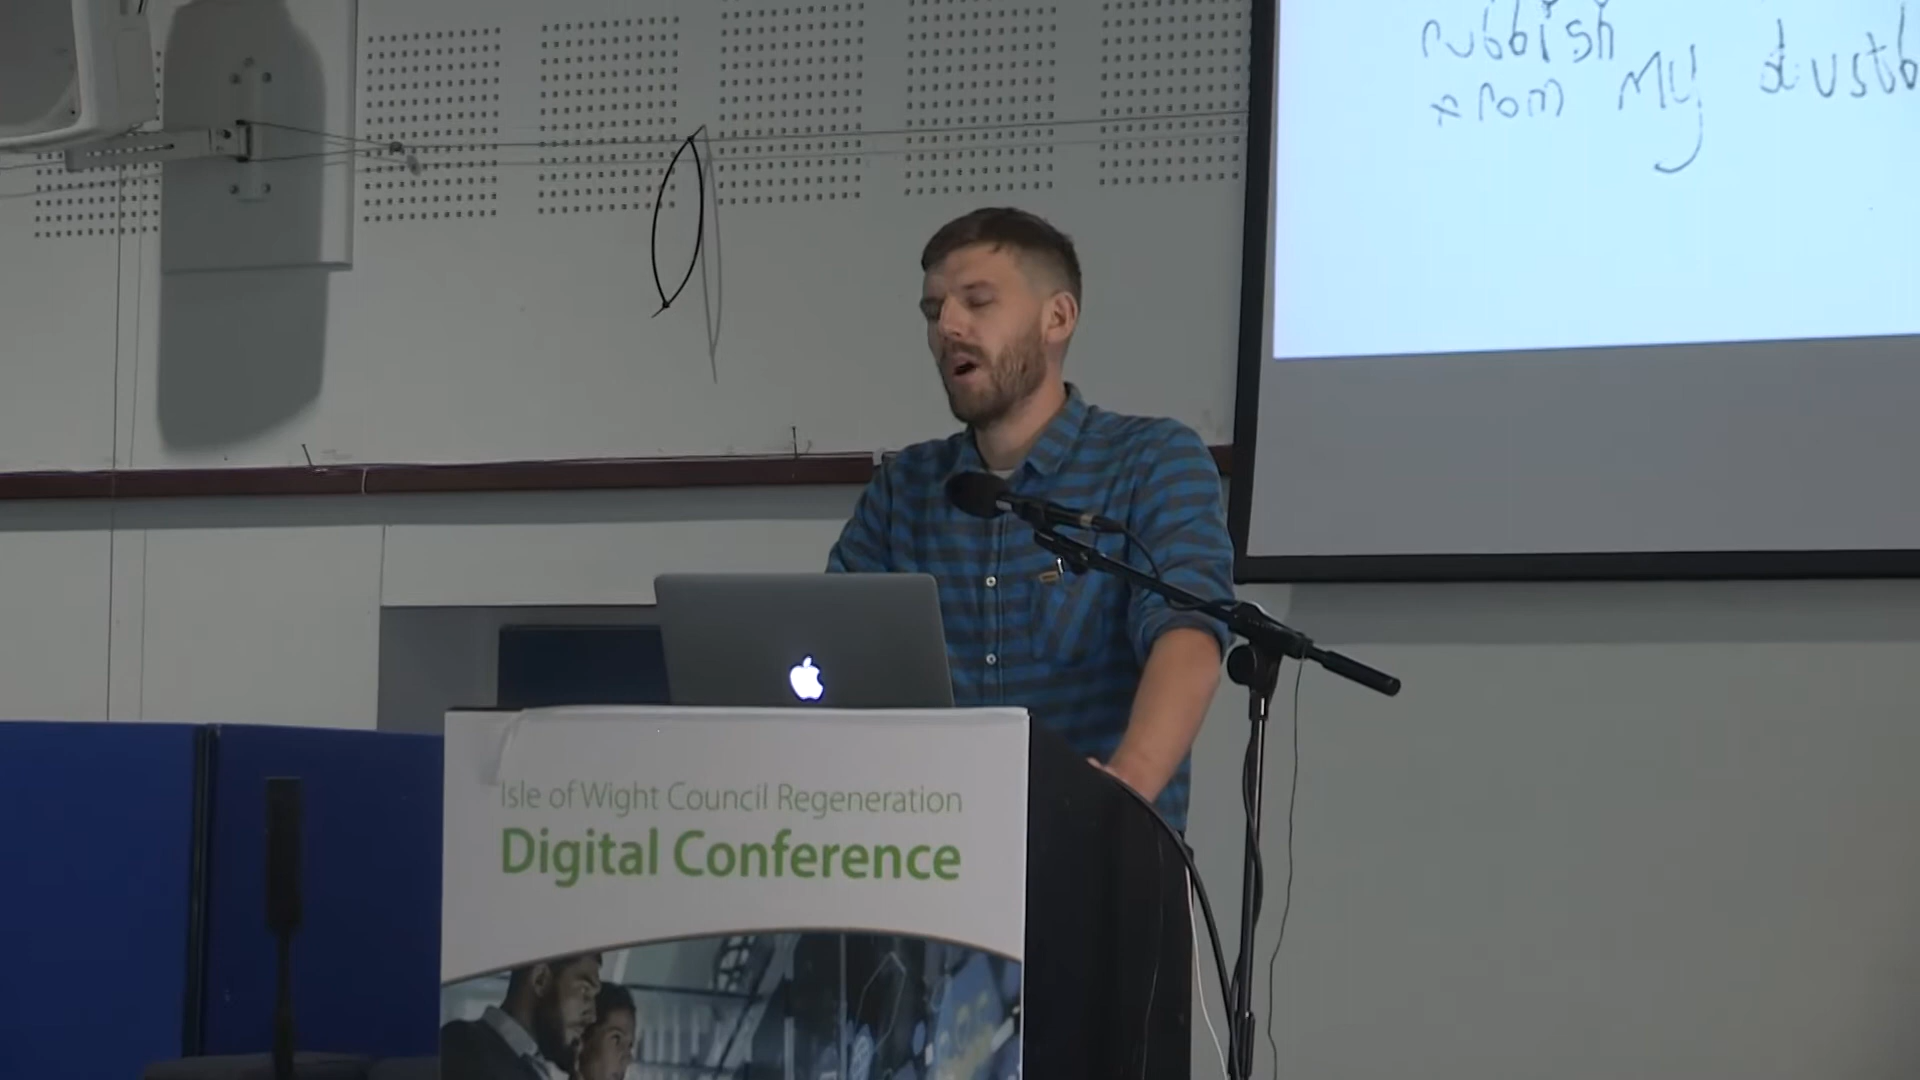 rubbish
from my dustb
Isle of Wight Council Regeneration
Digital Conference